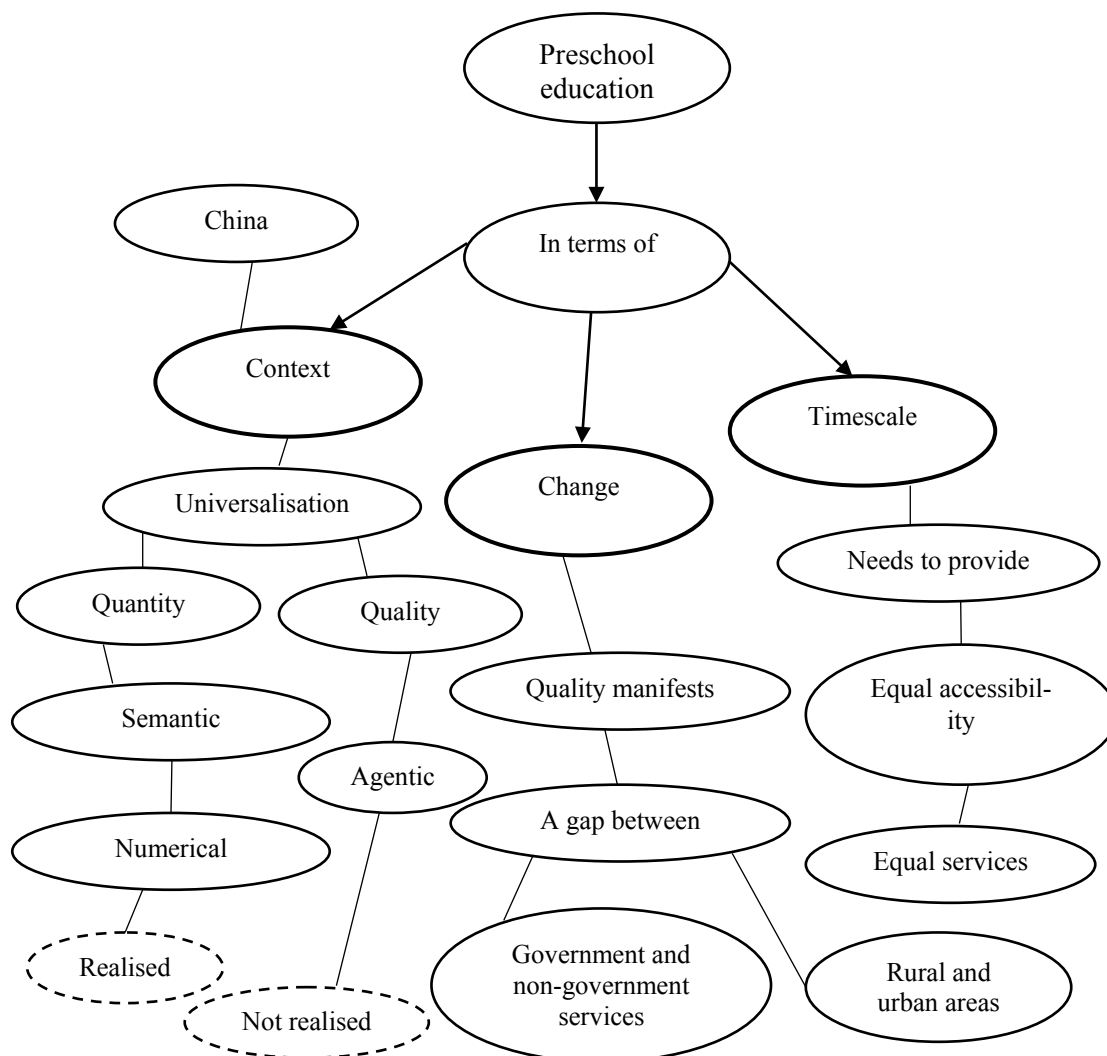 Preschool
education
China
In terms of
Context
Timescale
Change
Universalisation
Needs to provide
Quantity
Quality
Quality manifests
Equal accessibil-
ity
Semantic
Agentic
A gap between
Numerical
Equal services
Realised
Government and
non-government
services
Rural and
urban areas
Not realised